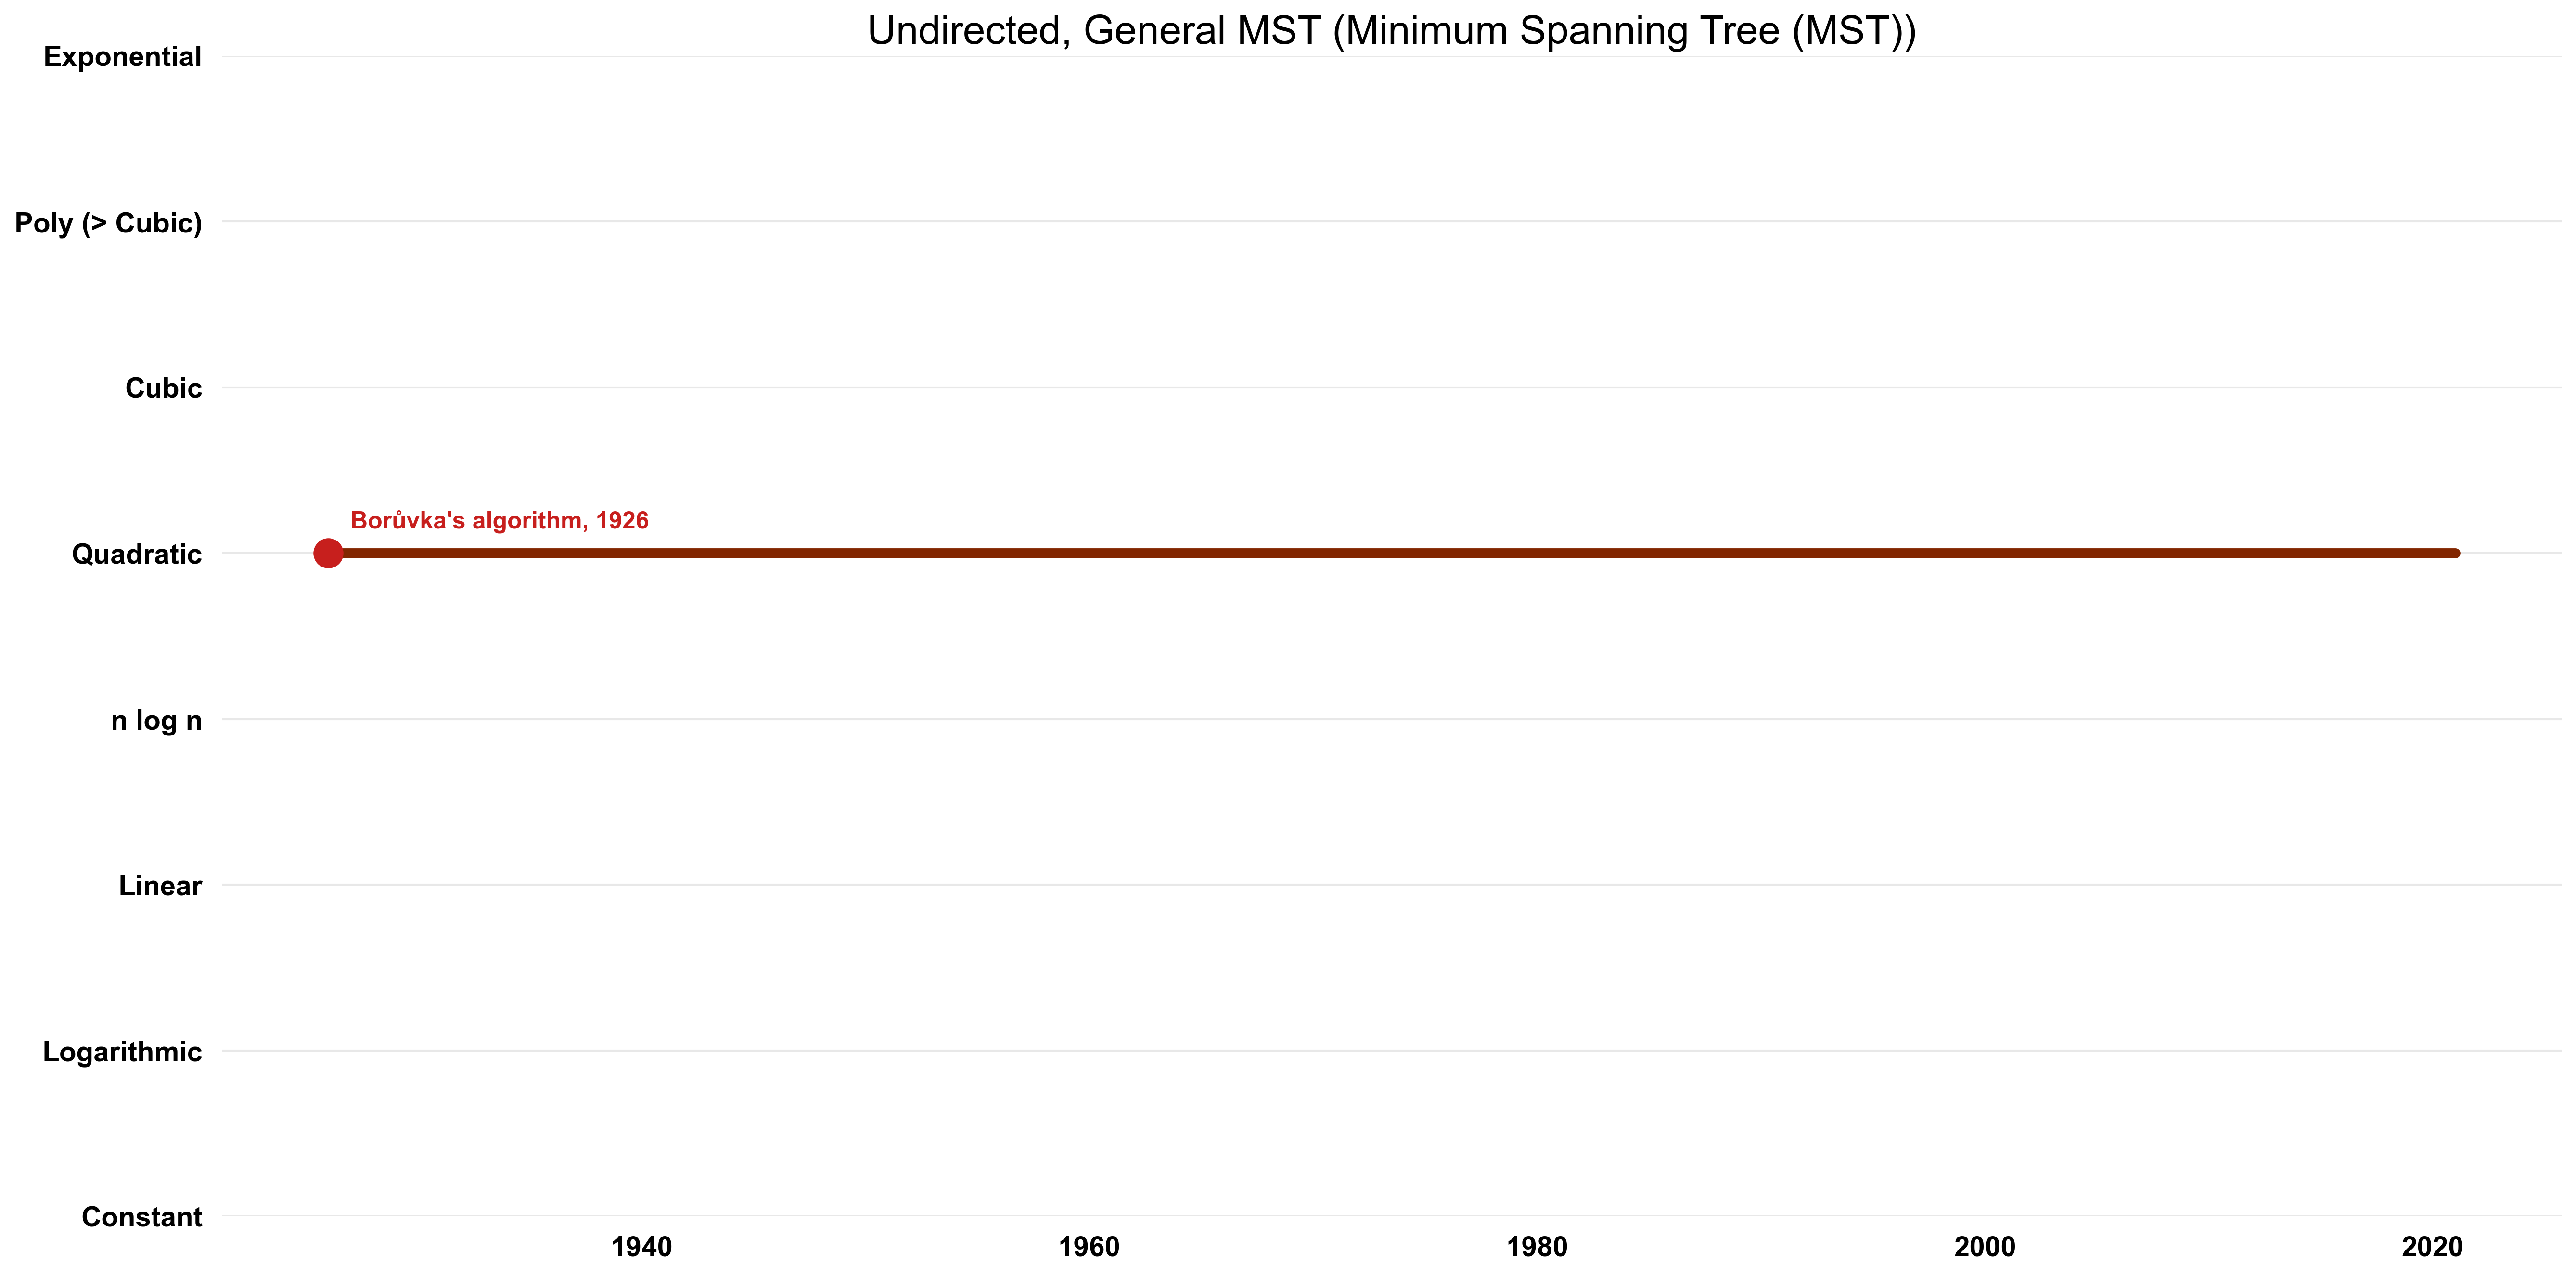 Undirected, General MST (Minimum Spanning Tree (MST))
Exponential
Poly (> Cubic)
Cubic
Borůvka's algorithm, 1926
Quadratic
n log n
Linear
Logarithmic
Constant
1940 1960 1980 2000 2020